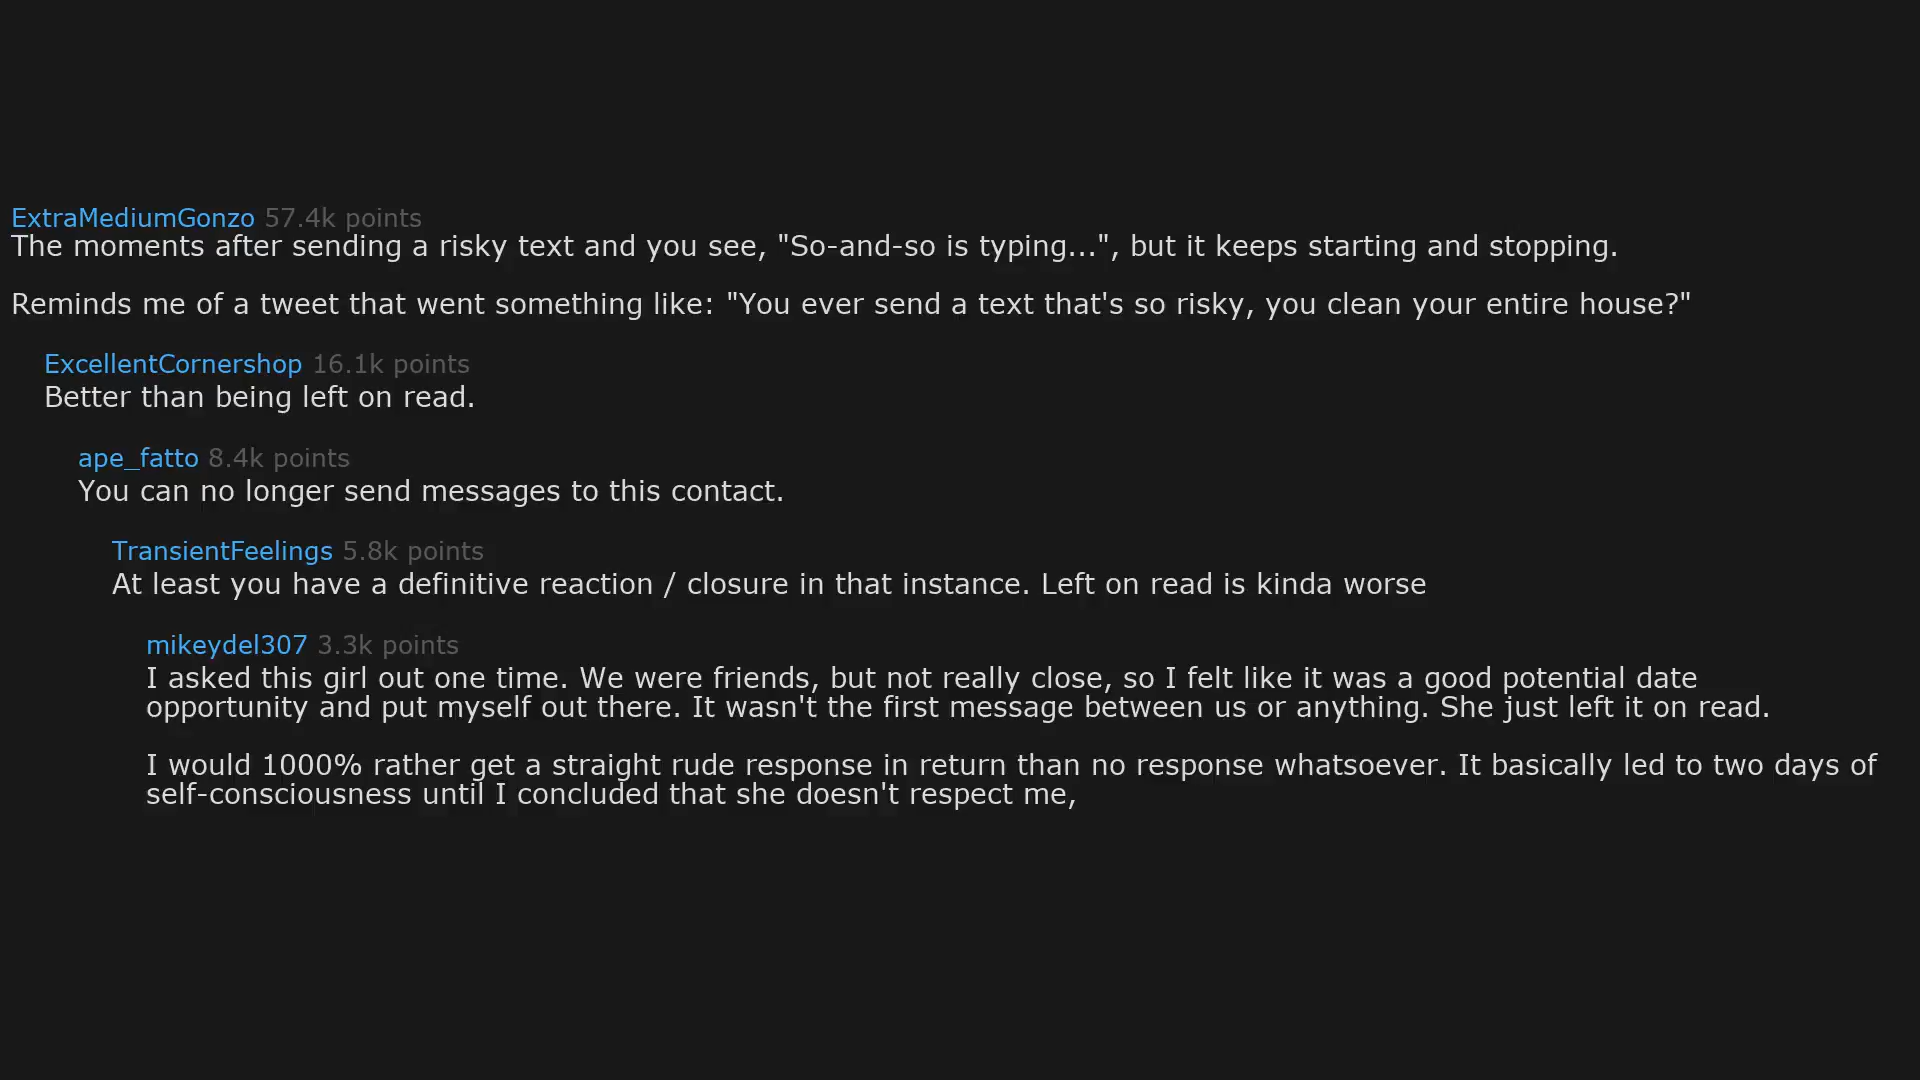 ExtraMediumGonzo 57.4k points
The moments after sending a risky text and you see, "So-and-so is typing...", but it keeps starting and stopping.
Reminds me of a tweet that went something like: "You ever send a text that's so risky, you clean your entire house?"
ExcellentCornershop 16.1k points
Better than being left on read.
ape_fatto 8.4k points
You can no longer send messages to this contact.
TransientFeelings 5.8k points
At least you have a definitive reaction / closure in that instance. Left on read is kinda worse
mikeydel307 3.3k points
I asked this girl out one time. We were friends, but not really close, so I felt like it was a good potential date
opportunity and put myself out there. It wasn't the first message between us or anything. She just left it on read.
I would 1000% rather get a straight rude response in return than no response whatsoever. It basically led to two days of
self-consciousness until I concluded that she doesn't respect me,